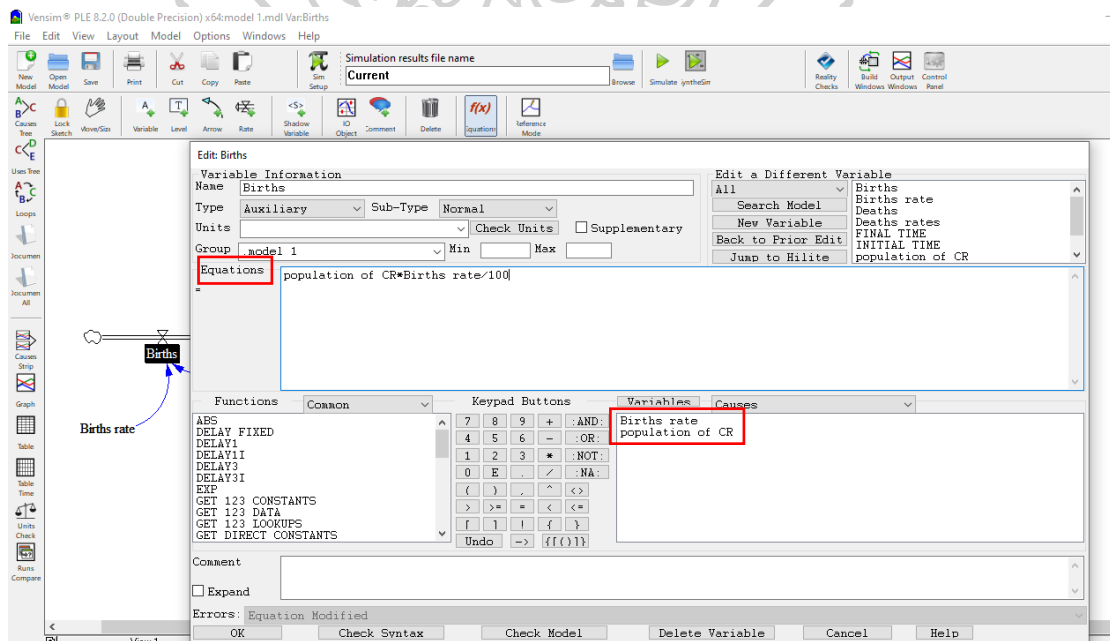 Vensim® PLE 8.2.0 (Double Precision) x64:model 1.mdl Var:Births
File Edit View Layout Model Options Windows Help
Simulation results file name
Current
New Model
Open Model
Save
Print
Cut
Copy
Paste
Sim Setup
Browse
Simulate
Reality Checks
Build Windows
Output Windows
Control Panel
Causes Tree
Lock Sketch
Move/Size
Variable
Level
Arrow
Rate
Shadow Variable
IO Object
Comment
Delete
f(x)
Equations
Reference Mode
Uses Tree
Loops
Documen
Documen All
Causes Strip
Graph
Table
Table Time
Units Check
Runs Compare
Births
Births rate
View 1
Edit: Births
Variable Information
Name Births
Type Auxiliary Sub-Type Normal
Units Check Units Supplementary
Group .model 1 Min Max
Edit a Different Variable
All
Search Model
New Variable
Back to Prior Edit
Jump to Hilite
Births
Births rate
Deaths
Deaths rates
FINAL TIME
INITIAL TIME
population of CR
Equations
=
population of CR*Births rate/100
Functions Common
ABS
DELAY FIXED
DELAY1
DELAY1I
DELAY3
DELAY3I
EXP
GET 123 CONSTANTS
GET 123 DATA
GET 123 LOOKUPS
GET DIRECT CONSTANTS
Keypad Buttons
7 8 9 + :AND:
4 5 6 - :OR:
1 2 3 * :NOT:
0 E . / :NA:
( ) , ^ <>
> >= = < <=
[ ] ! { }
Undo -> {[()]}
Variables Causes
Births rate
population of CR
Comment
Expand
Errors: Equation Modified
OK Check Syntax Check Model Delete Variable Cancel Help